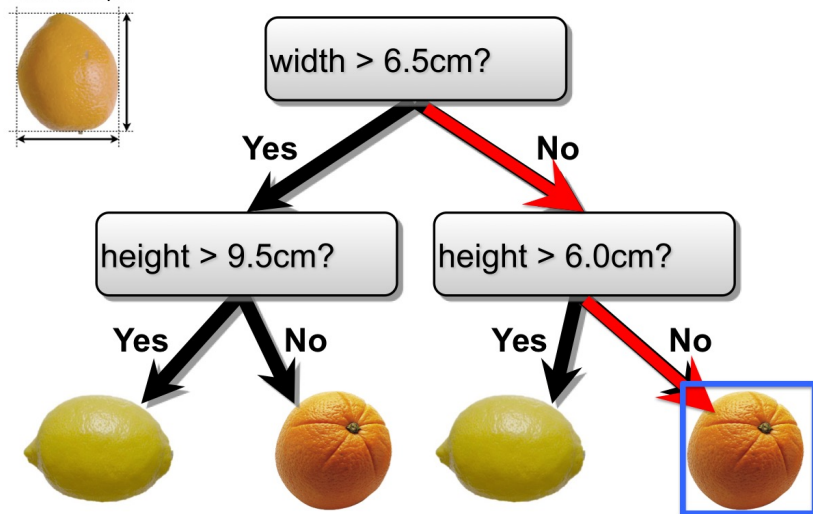 width > 6.5cm?
Yes
No
height > 9.5cm?
height > 6.0cm?
Yes
No
Yes
No